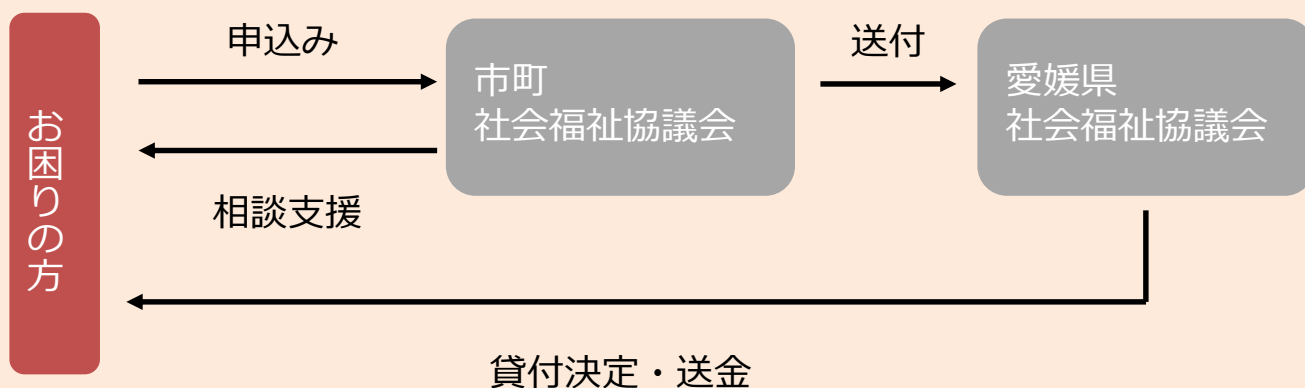 申込み
送付
市町
社会福祉協議会
愛媛県
社会福祉協議会
お困りの方
相談支援
貸付決定・送金